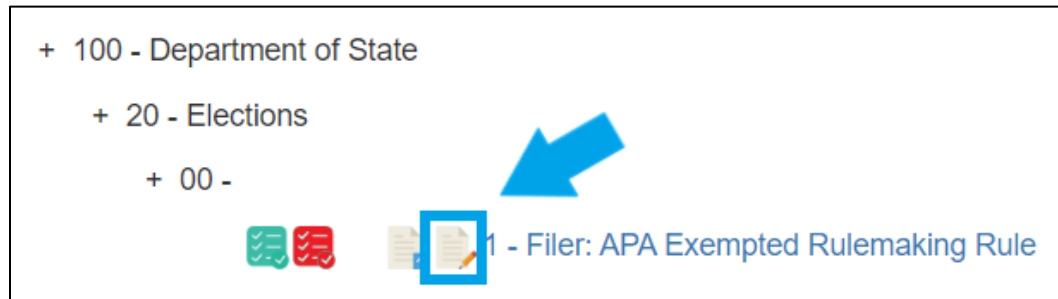 + 100 - Department of State
+ 20 - Elections
+ 00 -
1 - Filer: APA Exempted Rulemaking Rule